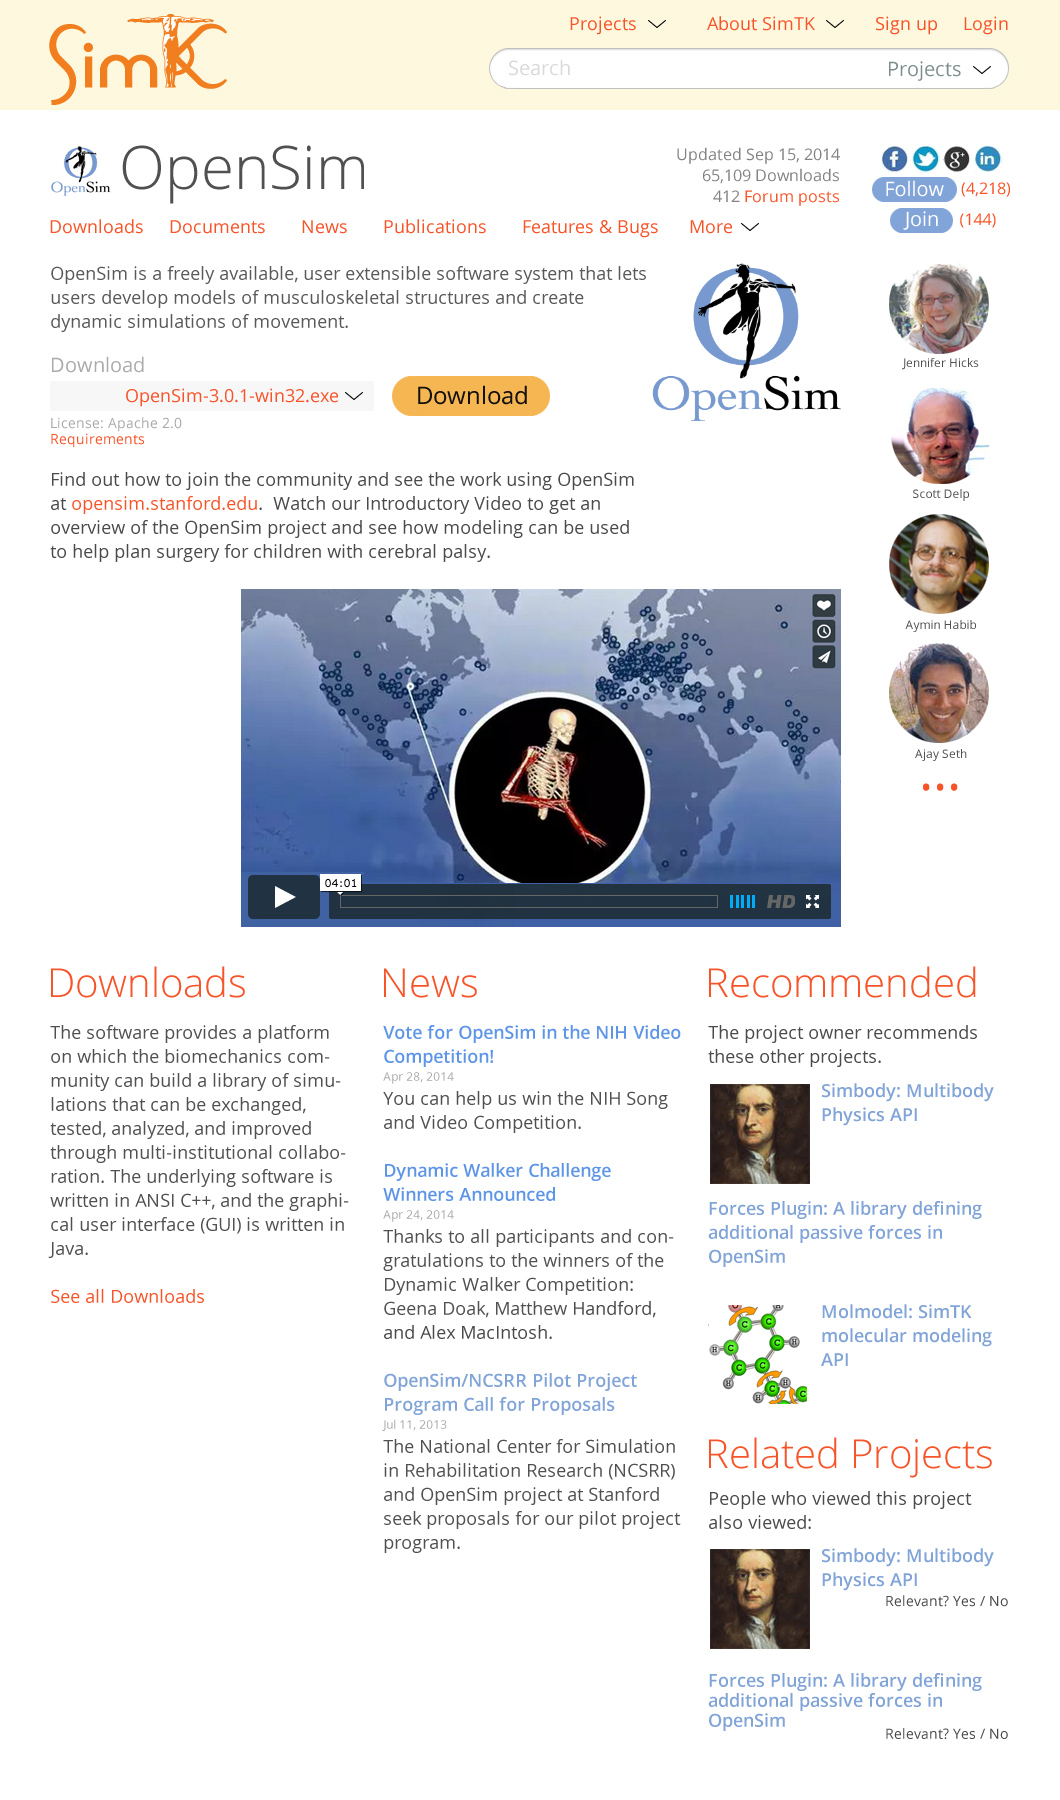 SimTK
Projects
About SimTK
Sign up
Login
Search
Projects
OpenSim
OpenSim
Updated Sep 15, 2014
65,109 Downloads
412 Forum posts
Follow (4,218)
Join (144)
Downloads
Documents
News
Publications
Features & Bugs
More
OpenSim is a freely available, user extensible software system that lets
users develop models of musculoskeletal structures and create
dynamic simulations of movement.
Download
OpenSim-3.0.1-win32.exe
Download
License: Apache 2.0
Requirements
OpenSim
Find out how to join the community and see the work using OpenSim
at opensim.stanford.edu.  Watch our Introductory Video to get an
overview of the OpenSim project and see how modeling can be used
to help plan surgery for children with cerebral palsy.
Jennifer Hicks
Scott Delp
Aymin Habib
Ajay Seth
04:01
HD
Downloads
The software provides a platform
on which the biomechanics com-
munity can build a library of simu-
lations that can be exchanged,
tested, analyzed, and improved
through multi-institutional collabo-
ration. The underlying software is
written in ANSI C++, and the graphi-
cal user interface (GUI) is written in
Java.
See all Downloads
News
Vote for OpenSim in the NIH Video
Competition!
Apr 28, 2014
You can help us win the NIH Song
and Video Competition.
Dynamic Walker Challenge
Winners Announced
Apr 24, 2014
Thanks to all participants and con-
gratulations to the winners of the
Dynamic Walker Competition:
Geena Doak, Matthew Handford,
and Alex MacIntosh.
OpenSim/NCSRR Pilot Project
Program Call for Proposals
Jul 11, 2013
The National Center for Simulation
in Rehabilitation Research (NCSRR)
and OpenSim project at Stanford
seek proposals for our pilot project
program.
Recommended
The project owner recommends
these other projects.
Simbody: Multibody
Physics API
Forces Plugin: A library defining
additional passive forces in
OpenSim
Molmodel: SimTK
molecular modeling
API
Related Projects
People who viewed this project
also viewed:
Simbody: Multibody
Physics API
Relevant? Yes / No
Forces Plugin: A library defining
additional passive forces in
OpenSim
Relevant? Yes / No